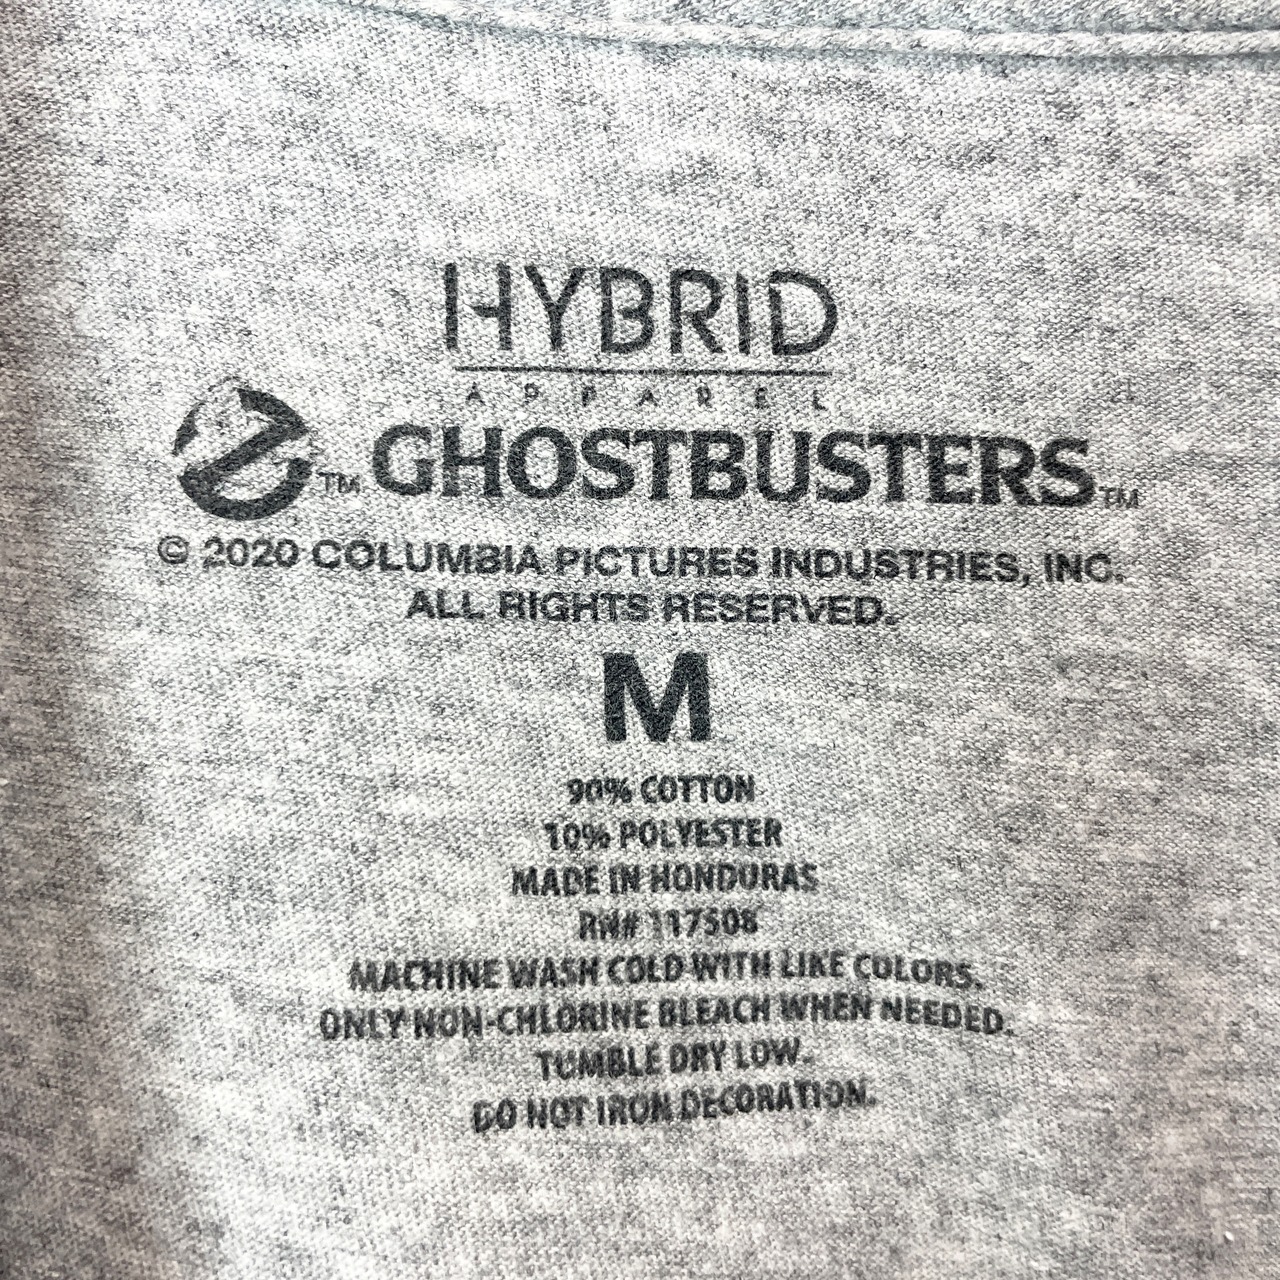 HYBRID
APPAREL
™ GHOSTBUSTERS™
© 2020 COLUMBIA PICTURES INDUSTRIES, INC.
ALL RIGHTS RESERVED.
M
90% COTTON
10% POLYESTER
MADE IN HONDURAS
RN# 117508
MACHINE WASH COLD WITH LIKE COLORS.
ONLY NON-CHLORINE BLEACH WHEN NEEDED.
TUMBLE DRY LOW.
DO NOT IRON DECORATION.